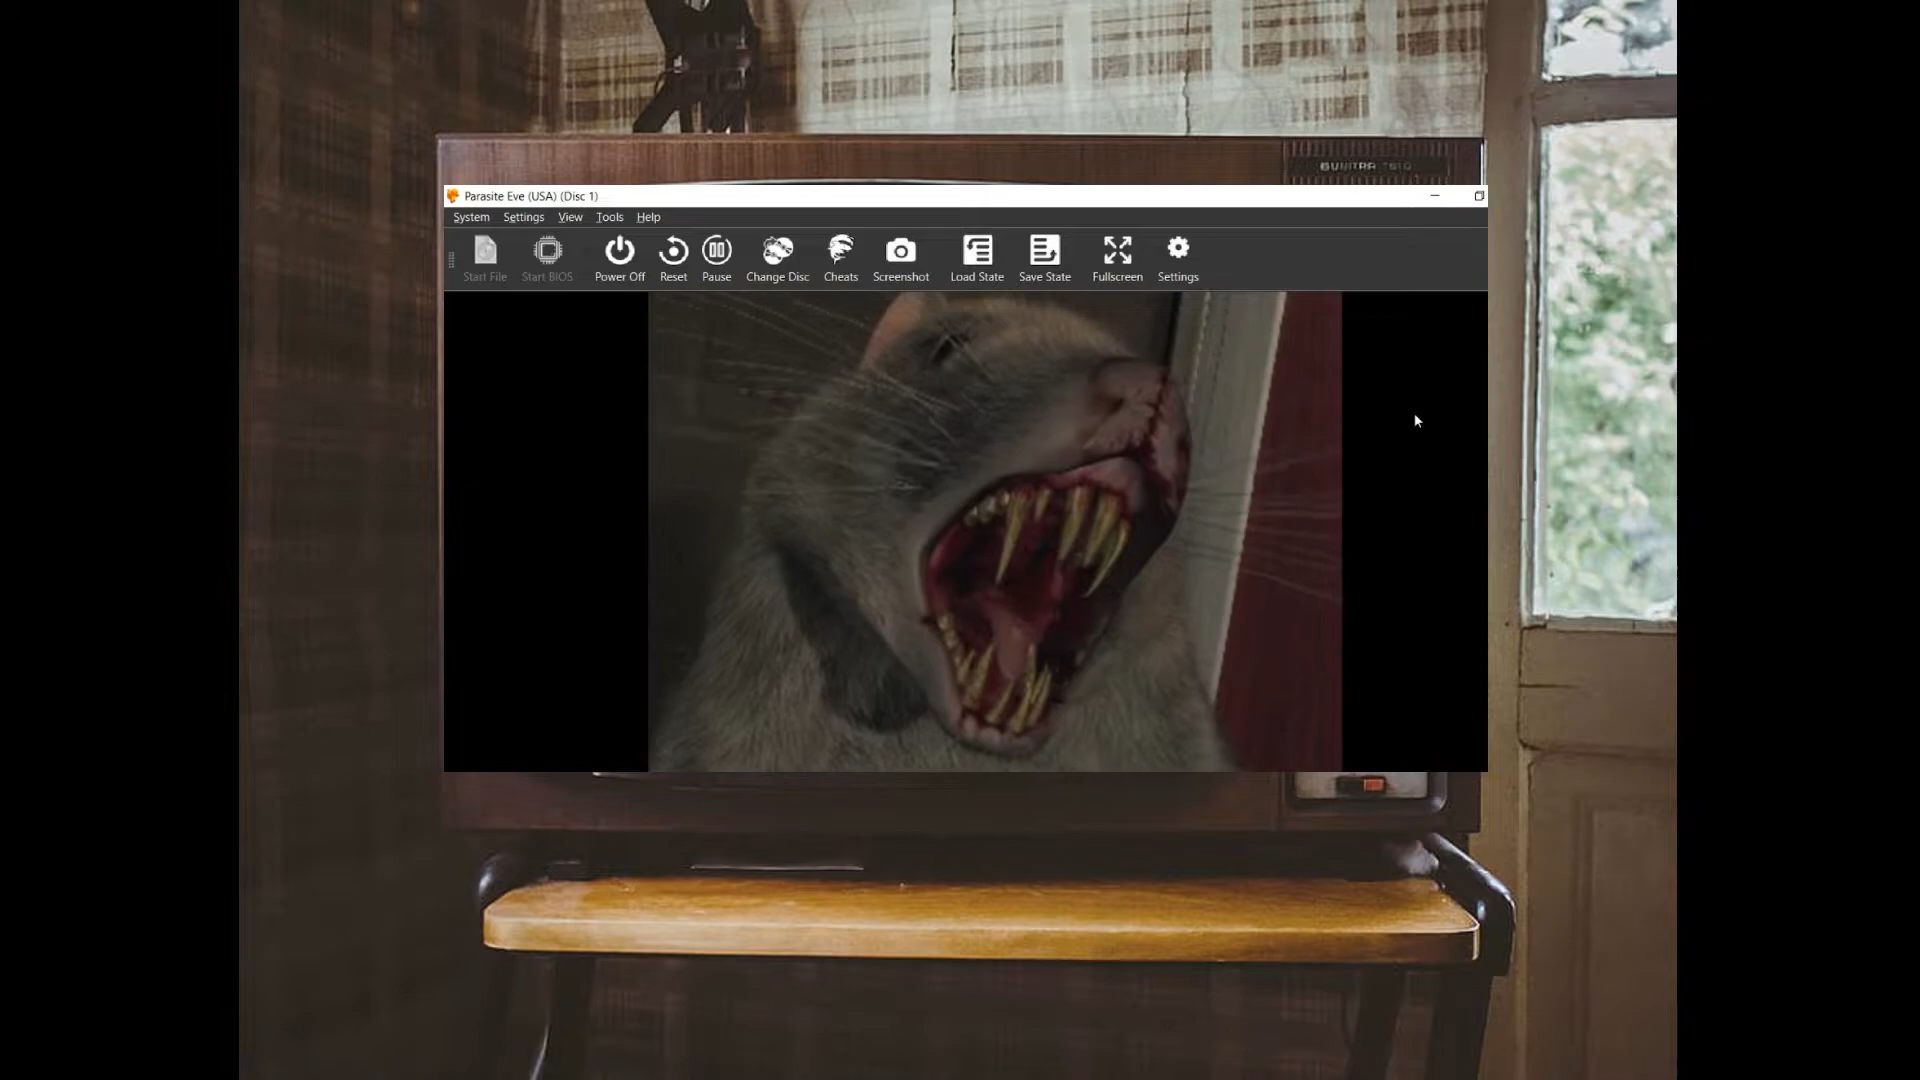 Parasite Eve (USA) (Disc 1)
System Settings View Tools Help
Start File Start BIOS Power Off Reset Pause Change Disc Cheats Screenshot Load State Save State Fullscreen Settings